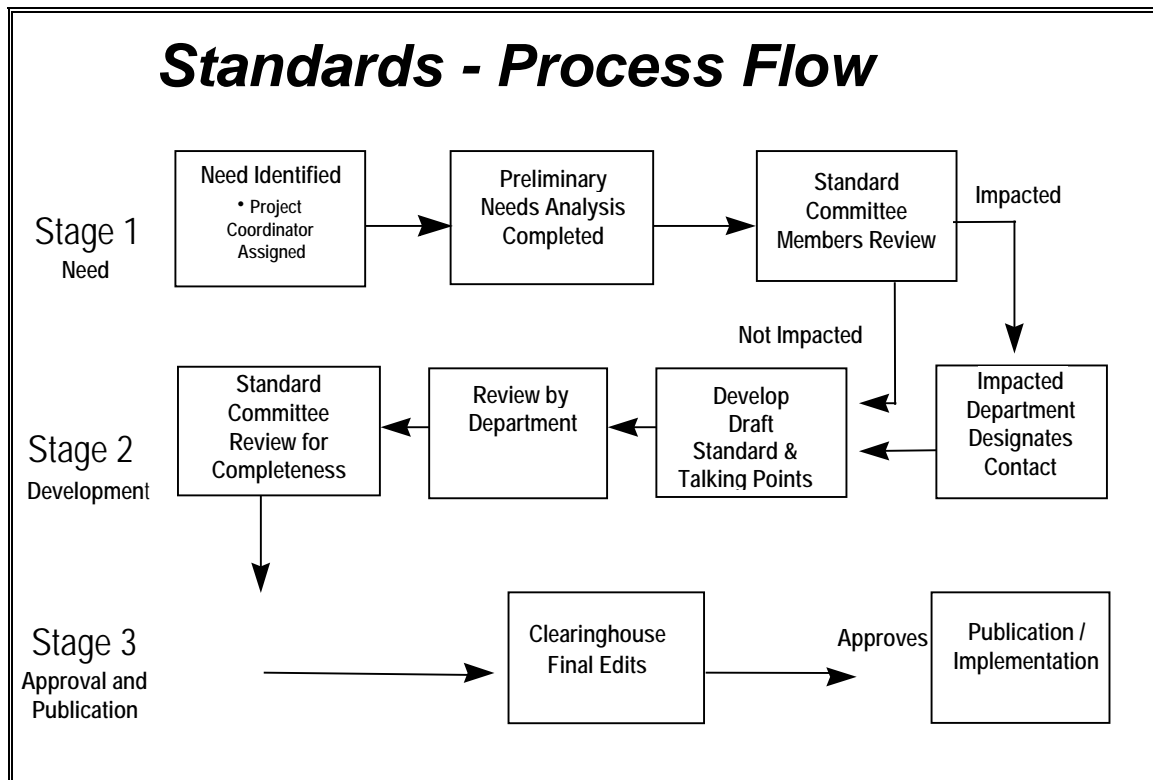 Standards - Process Flow
Stage 1
Need
Need Identified
• Project
Coordinator
Assigned
Preliminary
Needs Analysis
Completed
Standard
Committee
Members Review
Impacted
Not Impacted
Stage 2
Development
Standard
Committee
Review for
Completeness
Review by
Department
Develop
Draft
Standard &
Talking Points
Impacted
Department
Designates
Contact
Stage 3
Approval and
Publication
Clearinghouse
Final Edits
Approves
Publication /
Implementation